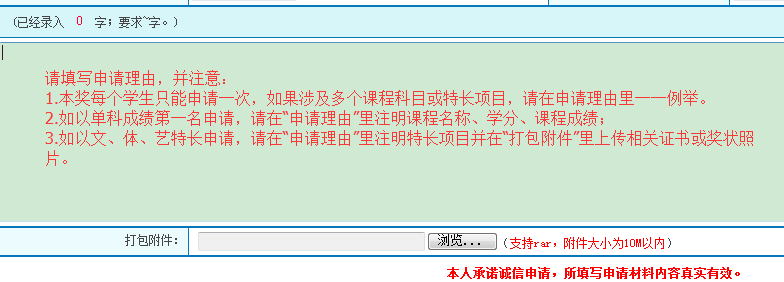 (已经录入 0 字；要求~字。)
请填写申请理由，并注意：
1.本奖每个学生只能申请一次，如果涉及多个课程科目或特长项目，请在申请理由里一一例举。
2.如以单科成绩第一名申请，请在“申请理由”里注明课程名称、学分、课程成绩；
3.如以文、体、艺特长申请，请在“申请理由”里注明特长项目并在“打包附件”里上传相关证书或奖状照
片。
打包附件： 浏览... (支持rar，附件大小为10M以内)
本人承诺诚信申请，所填写申请材料内容真实有效。